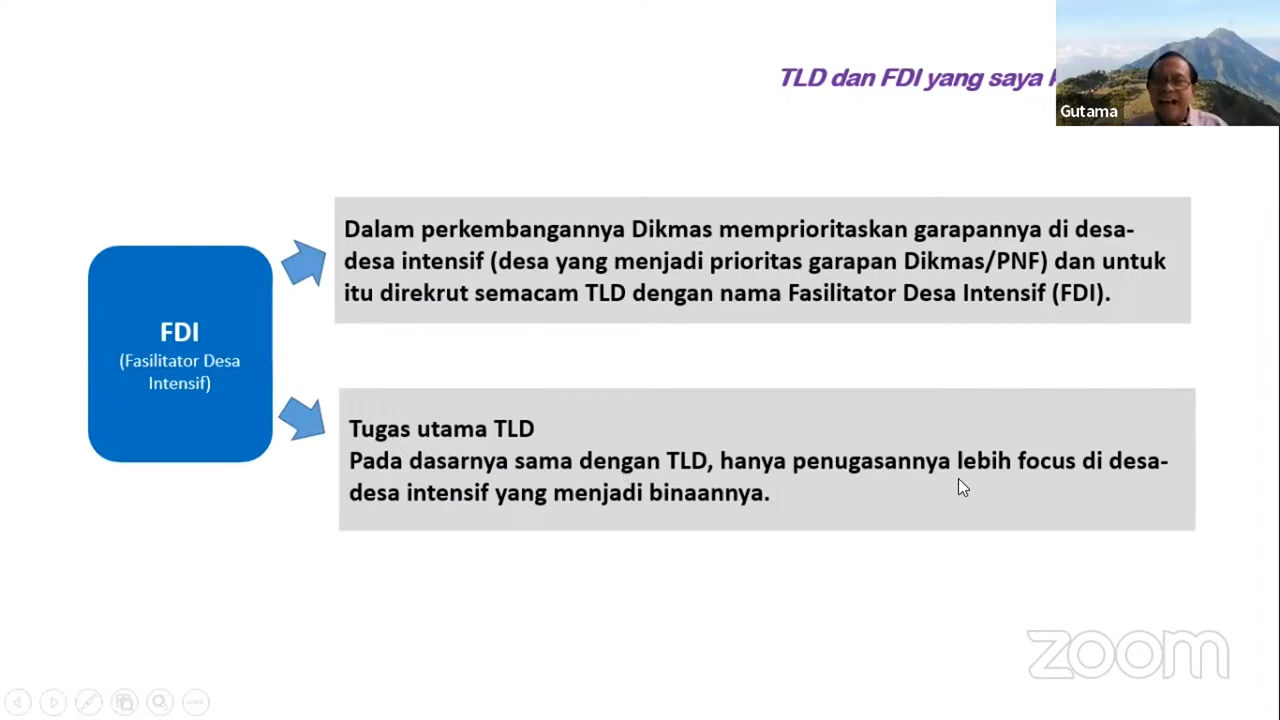 TLD dan FDI yang saya
Gutama
Dalam perkembangannya Dikmas memprioritaskan garapannya di desa-
desa intensif (desa yang menjadi prioritas garapan Dikmas/PNF) dan untuk
itu direkrut semacam TLD dengan nama Fasilitator Desa Intensif (FDI).
FDI
(Fasilitator Desa
Intensif)
Tugas utama TLD
Pada dasarnya sama dengan TLD, hanya penugasannya lebih focus di desa-
desa intensif yang menjadi binaannya.
zoom